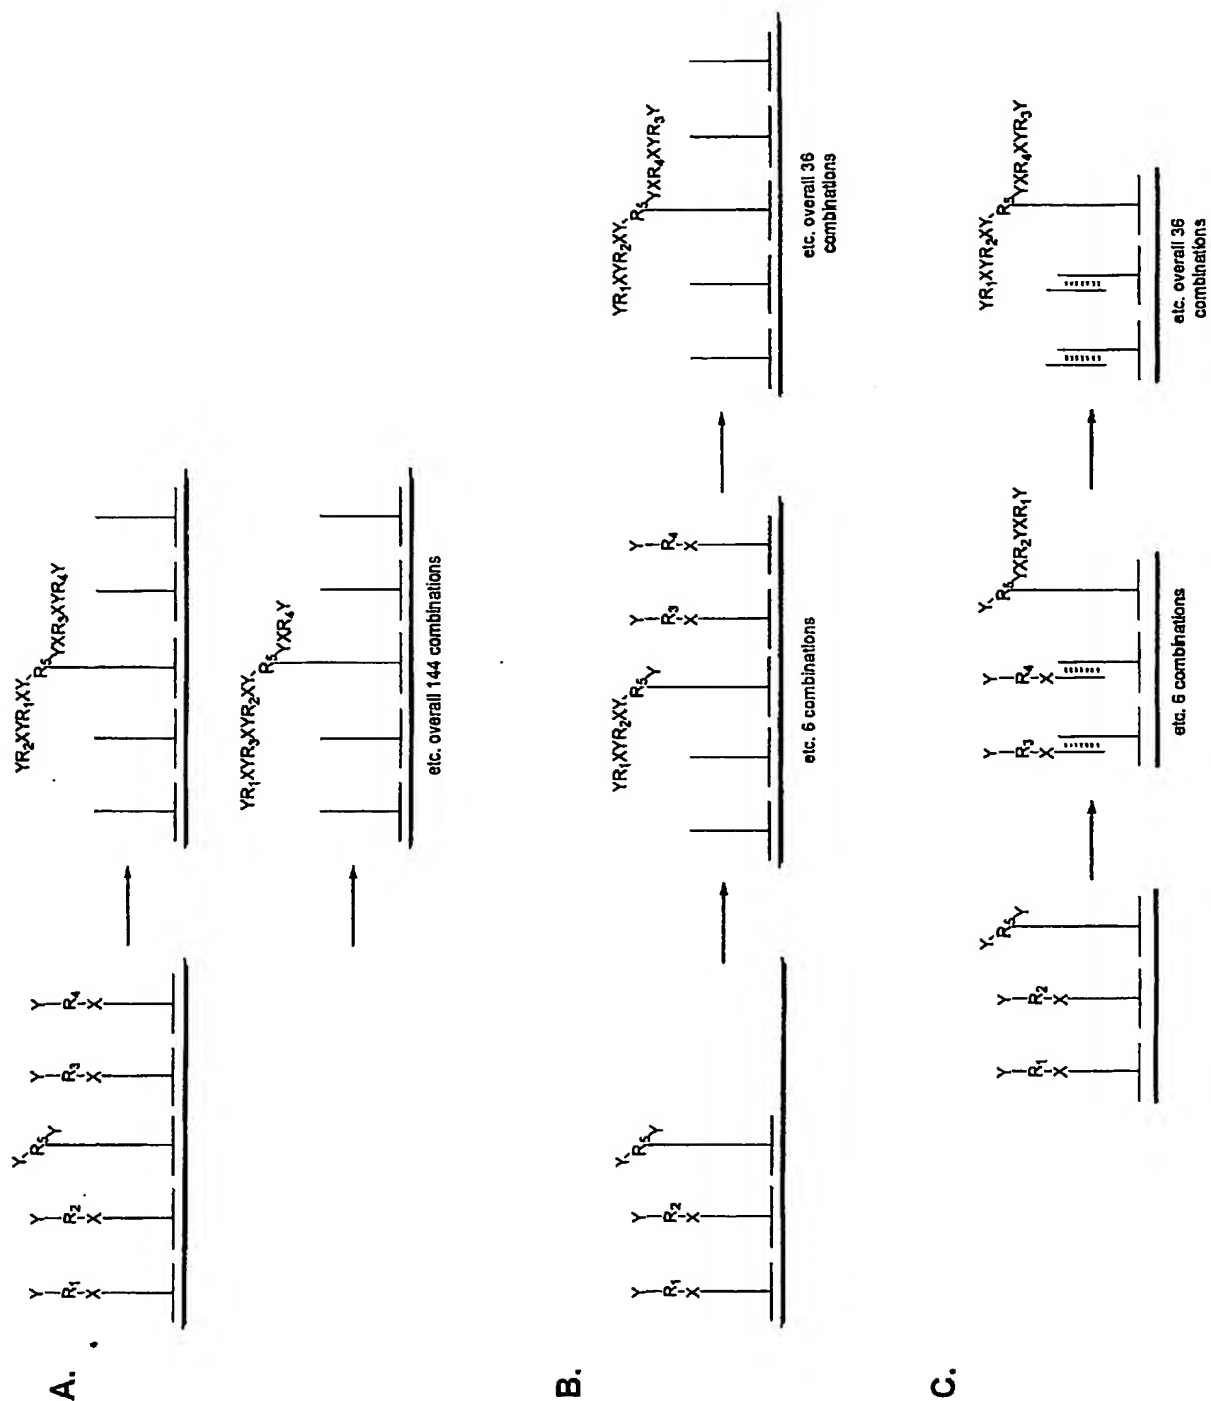 A.
Y-R₁-X
Y-R₂-X
Y-R₅-Y
Y-R₃-X
Y-R₄-X
YR₂XYR₁XY-R₅-YXR₃XYR₄Y
YR₁XYR₃XYR₂XY-R₅-YXR₄Y
etc. overall 144 combinations
B.
Y-R₁-X
Y-R₂-X
Y-R₅-Y
YR₁XYR₂XY-R₅-Y
Y-R₃-X
Y-R₄-X
etc. 6 combinations
YR₁XYR₂XY-R₅-YXR₄XYR₃Y
etc. overall 36
combinations
C.
Y-R₁-X
Y-R₂-X
Y-R₅-Y
Y-R₃-X
Y-R₄-X
Y-R₅-YXR₂YXR₁Y
etc. 6 combinations
YR₁XYR₂XY-R₅-YXR₄XYR₃Y
etc. overall 36
combinations